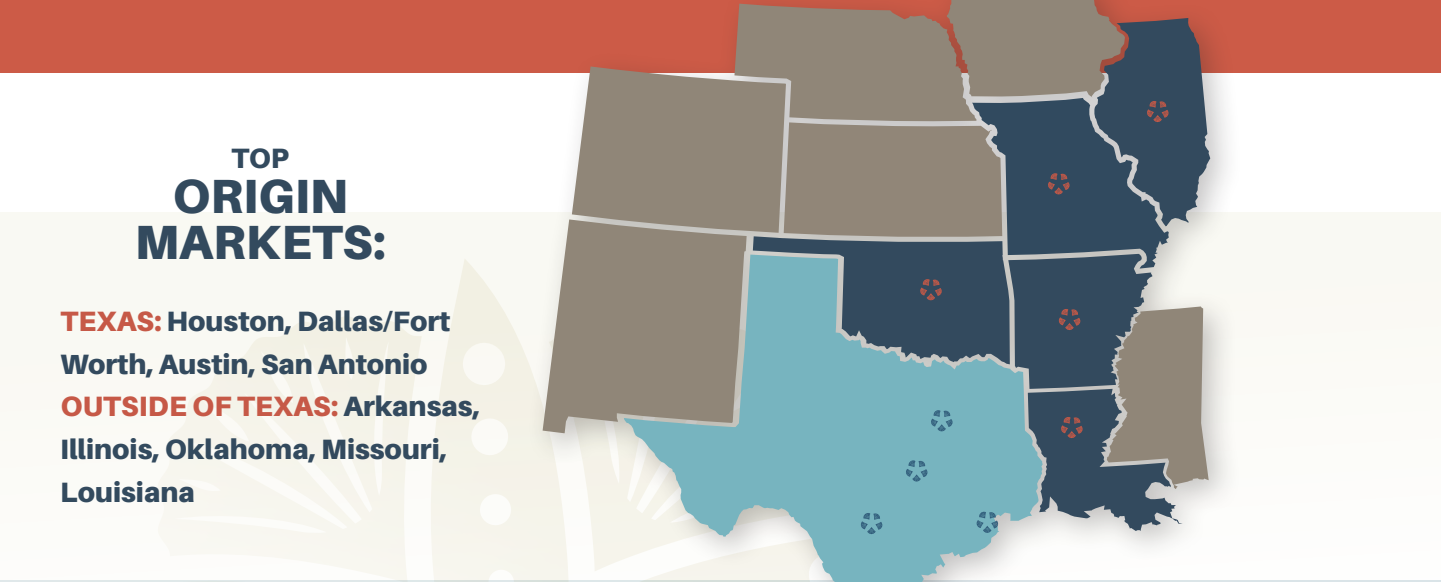 TOP
ORIGIN
MARKETS:
TEXAS: Houston, Dallas/Fort
Worth, Austin, San Antonio
OUTSIDE OF TEXAS: Arkansas,
Illinois, Oklahoma, Missouri,
Louisiana